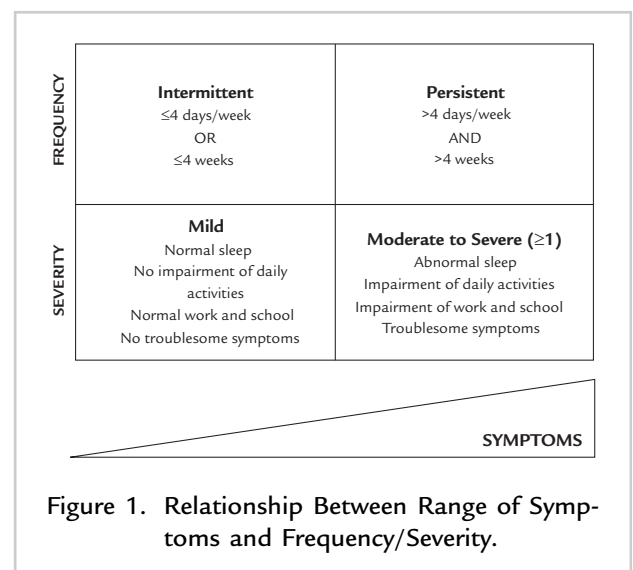 FREQUENCY
Intermittent
≤4 days/week
OR
≤4 weeks
Persistent
>4 days/week
AND
>4 weeks
SEVERITY
Mild
Normal sleep
No impairment of daily
activities
Normal work and school
No troublesome symptoms
Moderate to Severe (≥1)
Abnormal sleep
Impairment of daily activities
Impairment of work and school
Troublesome symptoms
SYMPTOMS
Figure 1. Relationship Between Range of Symp-
toms and Frequency/Severity.